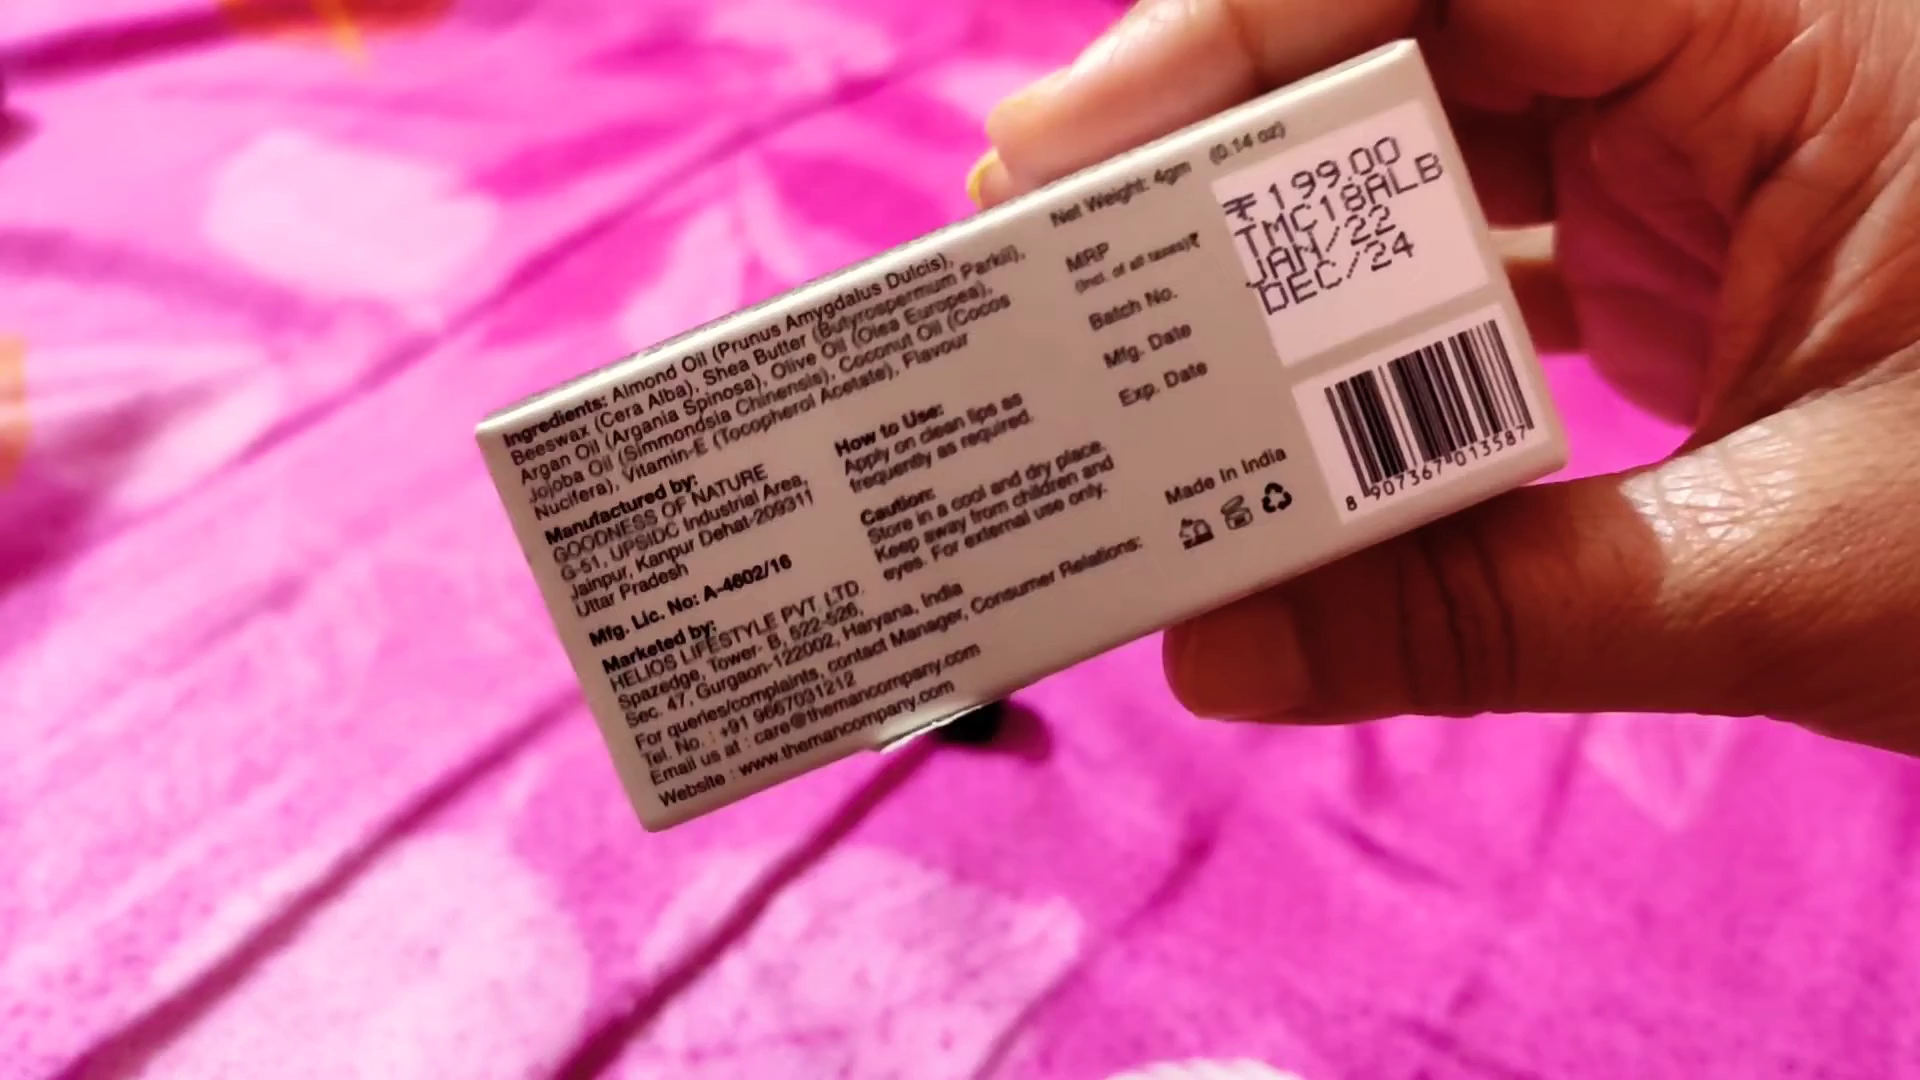 Ingredients: Almond Oil (Prunus Amygdalus Dulcis),
Beeswax (Cera Alba), Shea Butter (Butyrospermum Parkii),
Argan Oil (Argania Spinosa), Olive Oil (Olea Europea),
Jojoba Oil (Simmondsia Chinensis), Coconut Oil (Cocos
Nucifera), Vitamin-E (Tocopherol Acetate), Flavour
Manufactured by:
GOODNESS OF NATURE
G-51, UPSIDC Industrial Area,
Jainpur, Kanpur Dehat-209311
Uttar Pradesh
Mfg. Lic. No: A-4602/16
Marketed by:
HELIOS LIFESTYLE PVT. LTD.
Spazedge, Tower- B, 522-526,
Sec. 47, Gurgaon-122002, Haryana, India
For queries/complaints, contact Manager, Consumer Relations:
Tel. No. : +91 9667031212
Email us at : care@themancompany.com
Website : www.themancompany.com
How to Use:
Apply on clean lips as
frequently as required.
Caution:
Store in a cool and dry place.
Keep away from children and
eyes. For external use only.
Net Weight: 4gm (0.14 oz)
MRP
(Incl. of all taxes)₹
Batch No.
Mfg. Date
Exp. Date
₹199.00
TMC18ALB
JAN/22
DEC/24
Made In India
8 907367 013587